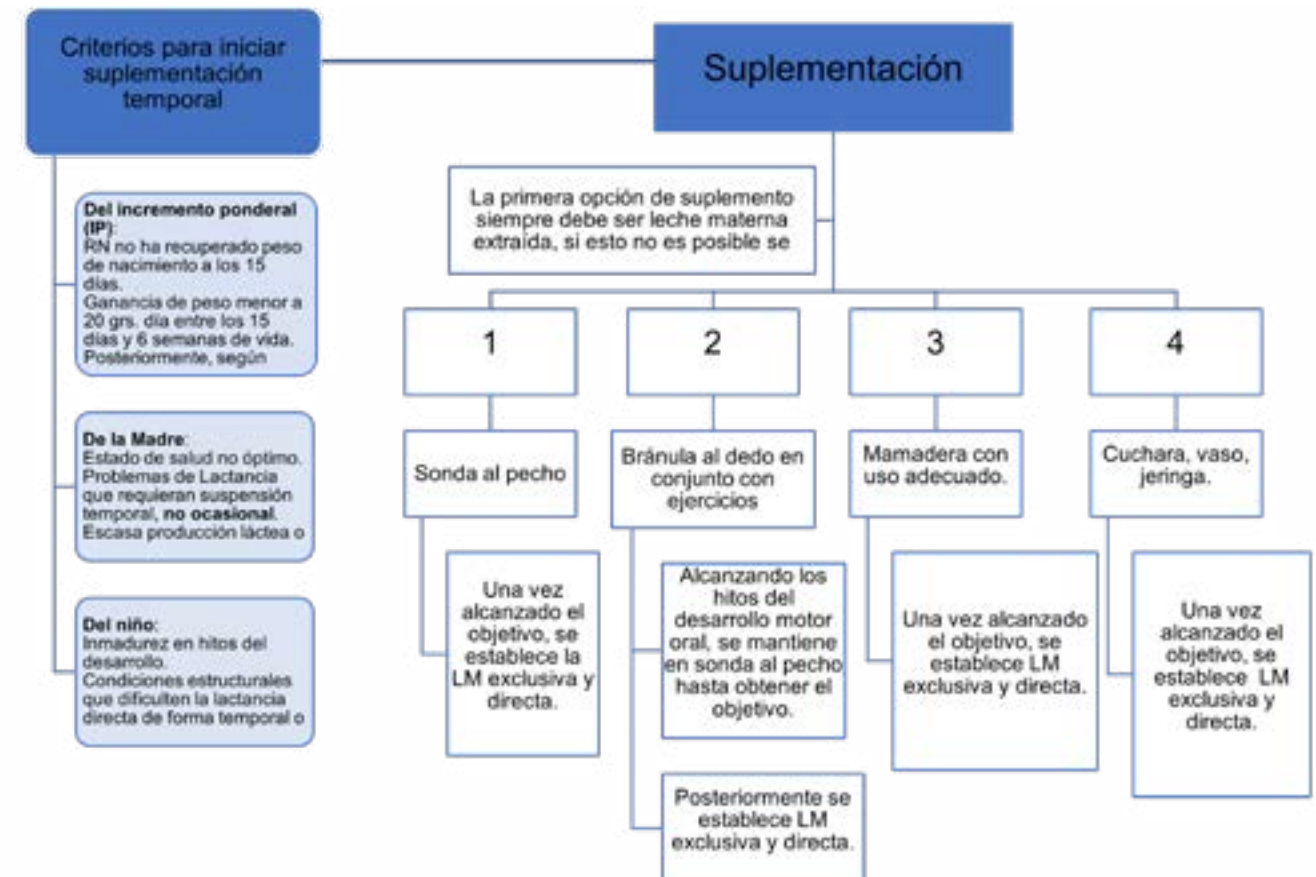 Criterios para iniciar
suplementación
temporal
Suplementación
Del incremento ponderal
(IP):
RN no ha recuperado peso
de nacimiento a los 15
días.
Ganancia de peso menor a
20 grs. día entre los 15
días y 6 semanas de vida.
Posteriormente, según
De la Madre:
Estado de salud no óptimo.
Problemas de Lactancia
que requieran suspensión
temporal, no ocasional.
Escasa producción láctea o
Del niño:
Inmadurez en hitos del
desarrollo.
Condiciones estructurales
que dificulten la lactancia
directa de forma temporal o
La primera opción de suplemento
siempre debe ser leche materna
extraída, si esto no es posible se
1
Sonda al pecho
Una vez
alcanzado el
objetivo, se
establece la
LM exclusiva y
directa.
2
Bránula al dedo en
conjunto con
ejercicios
Alcanzando los
hitos del
desarrollo motor
oral, se mantiene
en sonda al pecho
hasta obtener el
objetivo.
Posteriormente se
establece LM
exclusiva y directa.
3
Mamadera con
uso adecuado.
Una vez alcanzado
el objetivo, se
establece LM
exclusiva y directa.
4
Cuchara, vaso,
jeringa.
Una vez
alcanzado el
objetivo, se
establece LM
exclusiva y
directa.